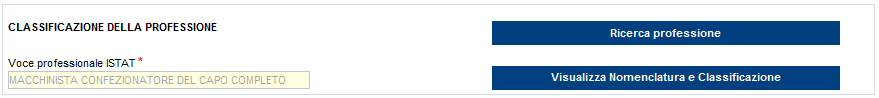 CLASSIFICAZIONE DELLA PROFESSIONE
Ricerca professione
Voce professionale ISTAT *
MACCHINISTA CONFEZIONATORE DEL CAPO COMPLETO
Visualizza Nomenclatura e Classificazione